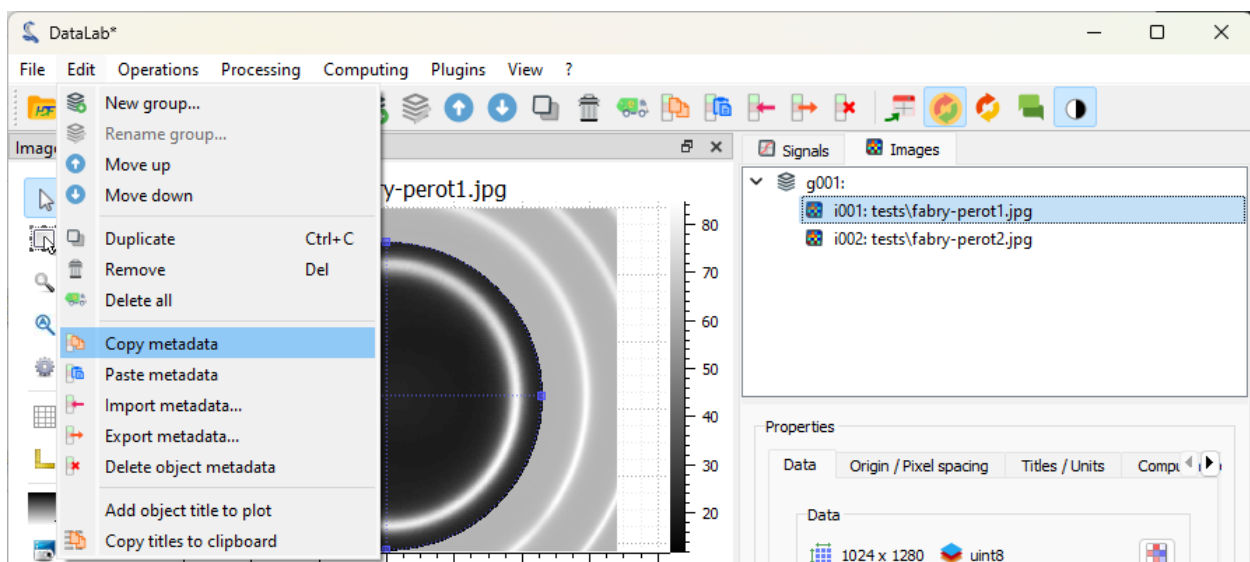 DataLab*
File Edit Operations Processing Computing Plugins View ?
New group...
Rename group...
Move up
Move down
Duplicate Ctrl+C
Remove Del
Delete all
Copy metadata
Paste metadata
Import metadata...
Export metadata...
Delete object metadata
Add object title to plot
Copy titles to clipboard
y-perot1.jpg
80
70
60
50
40
30
20
Signals Images
g001:
i001: tests\fabry-perot1.jpg
i002: tests\fabry-perot2.jpg
Properties
Data Origin / Pixel spacing Titles / Units
Data
1024 x 1280 uint8